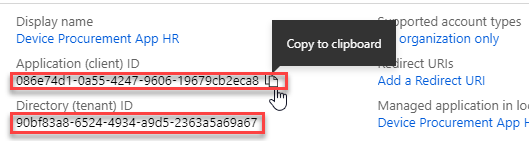 Display name
Device Procurement App HR
Application (client) ID
086e74d1-0a55-4247-9606-19679cb2eca8
Directory (tenant) ID
90bf83a8-6524-4934-a9d5-2363a5a69a67
Copy to clipboard
Supported account types
organization only
Redirect URIs
Add a Redirect URI
Managed application in loc
Device Procurement App HR